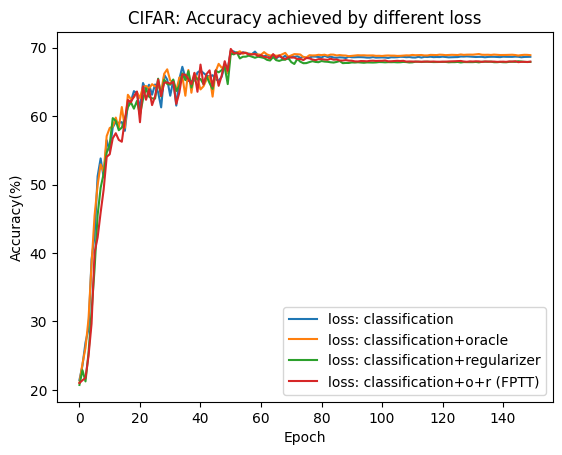 CIFAR: Accuracy achieved by different loss
Accuracy(%)
70
60
50
40
30
20
0
20
40
60
80
100
120
140
Epoch
loss: classification
loss: classification+oracle
loss: classification+regularizer
loss: classification+o+r (FPTT)